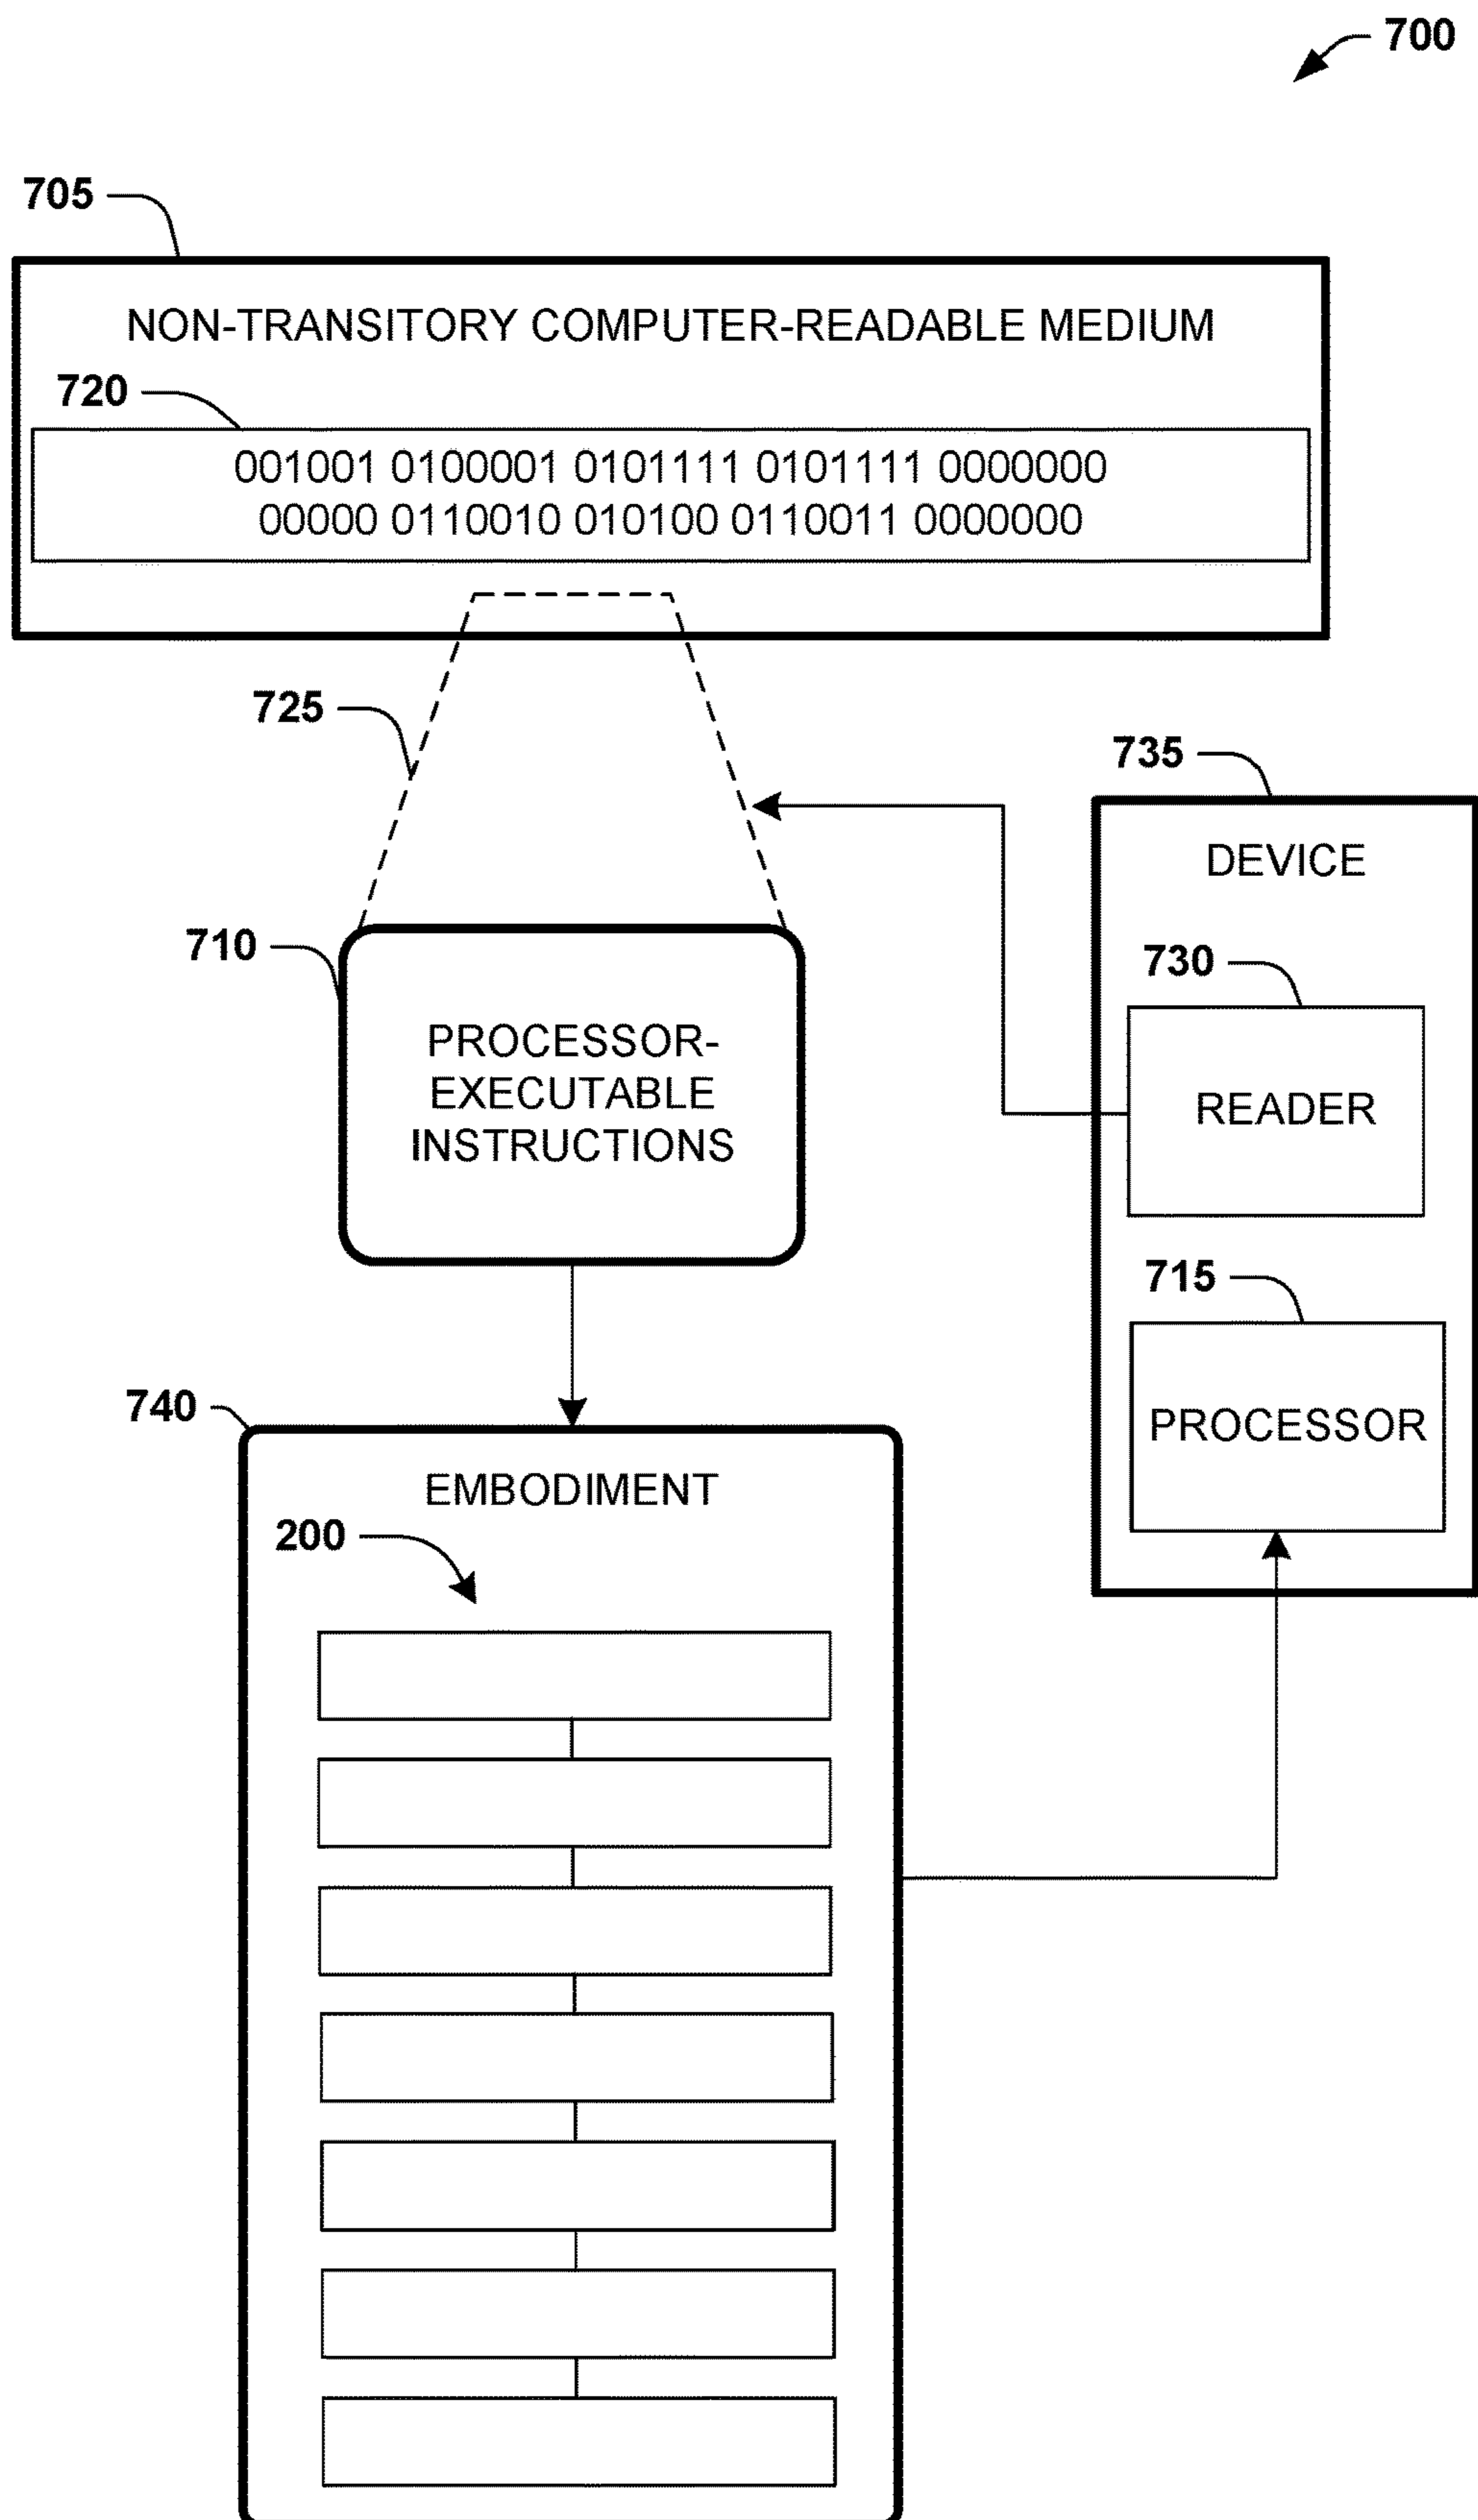 700
705
NON-TRANSITORY COMPUTER-READABLE MEDIUM
720
001001 0100001 0101111 0101111 0000000
00000 0110010 010100 0110011 0000000
725
735
DEVICE
710
730
PROCESSOR-
EXECUTABLE
INSTRUCTIONS
READER
715
PROCESSOR
740
EMBODIMENT
200